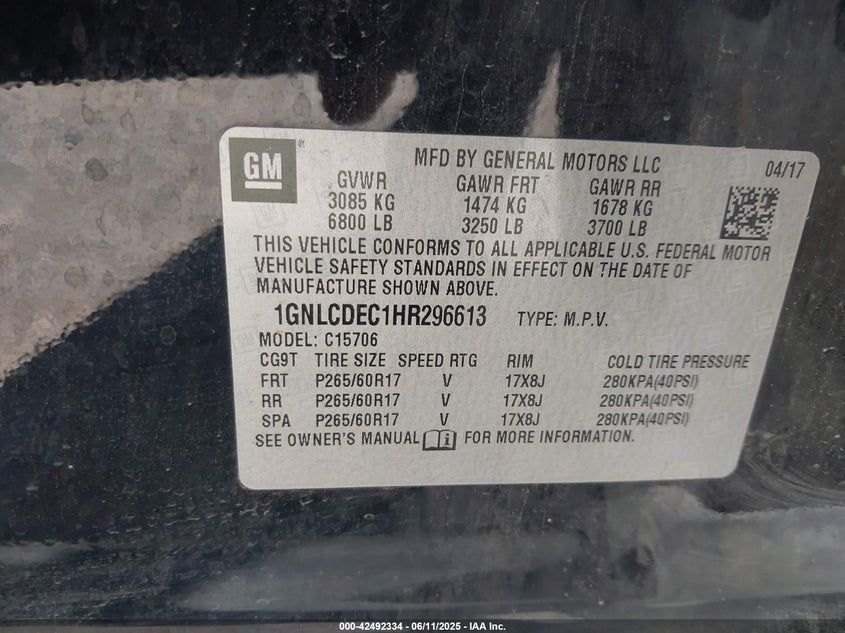 GM®
MFD BY GENERAL MOTORS LLC 04/17
GVWR GAWR FRT GAWR RR
3085 KG 1474 KG 1678 KG
6800 LB 3250 LB 3700 LB
THIS VEHICLE CONFORMS TO ALL APPLICABLE U.S. FEDERAL MOTOR
VEHICLE SAFETY STANDARDS IN EFFECT ON THE DATE OF
MANUFACTURE SHOWN ABOVE.
1GNLCDEC1HR296613 TYPE: M.P.V.
MODEL: C15706
CG9T TIRE SIZE SPEED RTG RIM COLD TIRE PRESSURE
FRT P265/60R17 V 17X8J 280KPA(40PSI)
RR P265/60R17 V 17X8J 280KPA(40PSI)
SPA P265/60R17 V 17X8J 280KPA(40PSI)
SEE OWNER'S MANUAL FOR MORE INFORMATION.
000-42492334 - 06/11/2025 - IAA Inc.